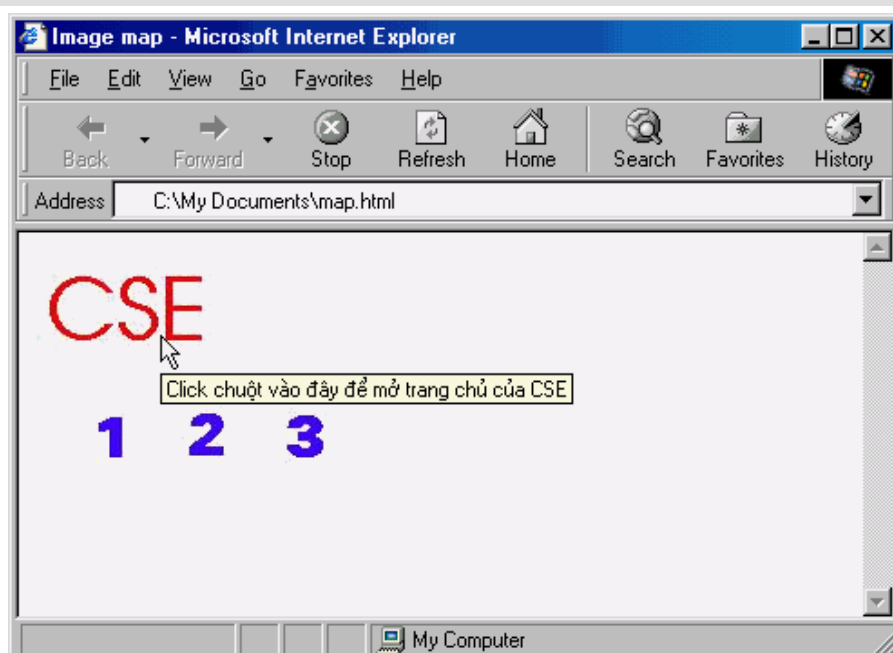 Image map - Microsoft Internet Explorer
File Edit View Go Favorites Help
Back Forward Stop Refresh Home Search Favorites History
Address C:\My Documents\map.html
CSE
Click chuột vào đây để mở trang chủ của CSE
1 2 3
My Computer